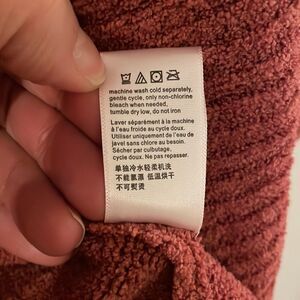 machine wash cold separately,
gentle cycle, only non-chlorine
bleach when needed,
tumble dry low, do not iron
Laver séparément à la machine
à l'eau froide au cycle doux.
Utiliser uniquement de l'eau de
javel sans chlore au besoin.
Sécher par culbutage,
cycle doux. Ne pas repasser.
单独冷水轻柔机洗
不能氯漂 低温烘干
不可熨烫